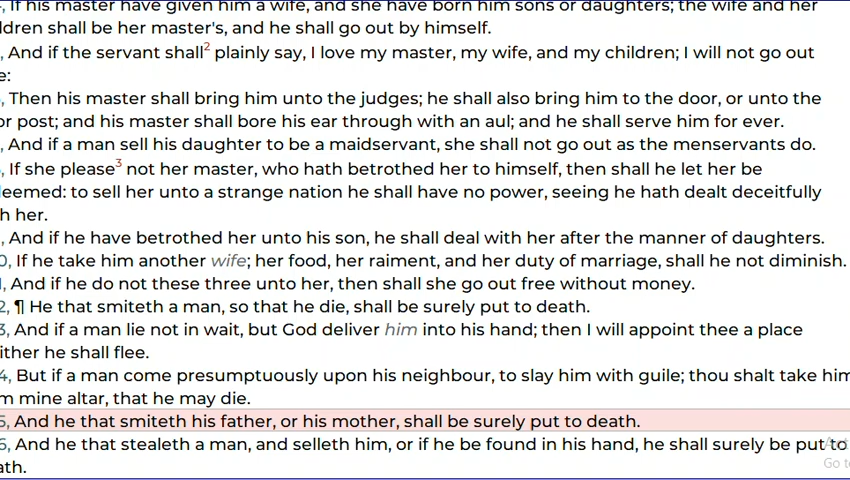 , If his master have given him a wife, and she have born him sons or daughters; the wife and her
ldren shall be her master's, and he shall go out by himself.
, And if the servant shall2 plainly say, I love my master, my wife, and my children; I will not go out
e:
, Then his master shall bring him unto the judges; he shall also bring him to the door, or unto the
or post; and his master shall bore his ear through with an aul; and he shall serve him for ever.
, And if a man sell his daughter to be a maidservant, she shall not go out as the menservants do.
, If she please3 not her master, who hath betrothed her to himself, then shall he let her be
deemed: to sell her unto a strange nation he shall have no power, seeing he hath dealt deceitfully
h her.
, And if he have betrothed her unto his son, he shall deal with her after the manner of daughters.
0, If he take him another wife; her food, her raiment, and her duty of marriage, shall he not diminish.
1, And if he do not these three unto her, then shall she go out free without money.
2, ¶ He that smiteth a man, so that he die, shall be surely put to death.
3, And if a man lie not in wait, but God deliver him into his hand; then I will appoint thee a place
ither he shall flee.
4, But if a man come presumptuously upon his neighbour, to slay him with guile; thou shalt take him
m mine altar, that he may die.
5, And he that smiteth his father, or his mother, shall be surely put to death.
6, And he that stealeth a man, and selleth him, or if he be found in his hand, he shall surely be put to
ath.
Go to